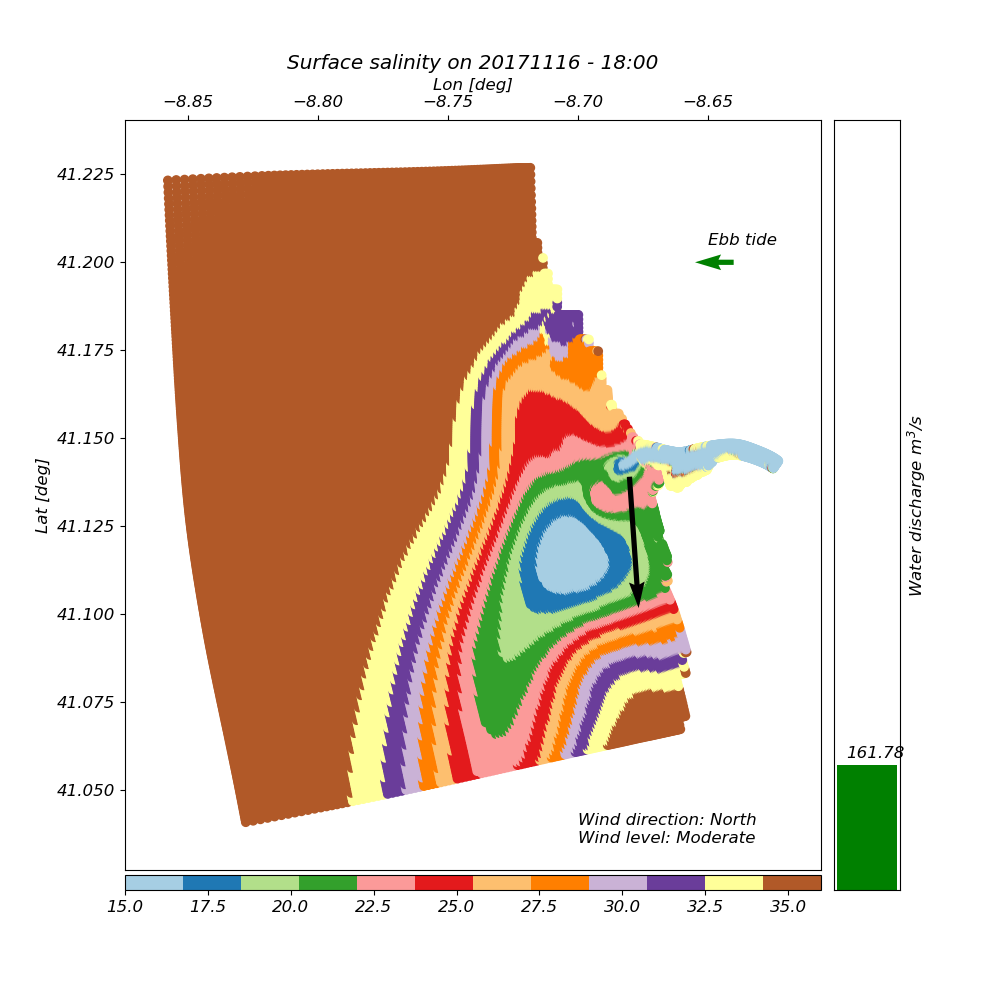 Surface salinity on 20171116 - 18:00
Lon [deg]
−8.85 −8.80 −8.75 −8.70 −8.65
41.225
41.200
41.175
41.150
41.125
41.100
41.075
41.050
Lat [deg]
Ebb tide
Wind direction: North
Wind level: Moderate
15.0 17.5 20.0 22.5 25.0 27.5 30.0 32.5 35.0
161.78
Water discharge m³/s